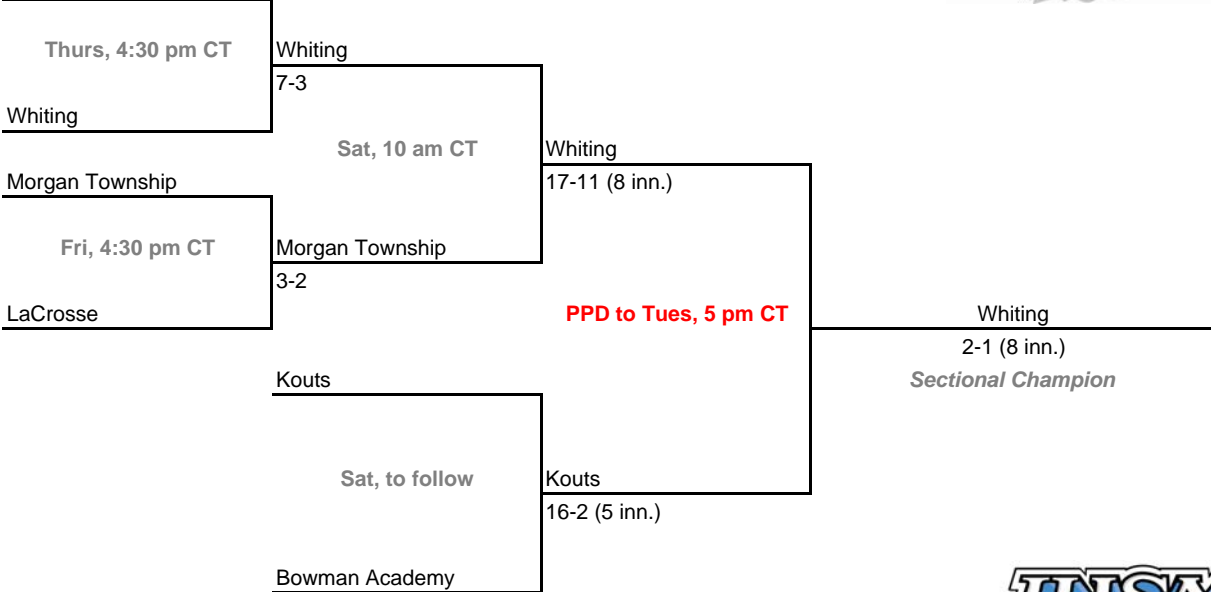 Thurs, 4:30 pm CT
Whiting
7-3
Whiting
Sat, 10 am CT
Whiting
17-11 (8 inn.)
Morgan Township
Fri, 4:30 pm CT
Morgan Township
3-2
LaCrosse
PPD to Tues, 5 pm CT
Whiting
2-1 (8 inn.)
Sectional Champion
Kouts
Sat, to follow
Kouts
16-2 (5 inn.)
Bowman Academy